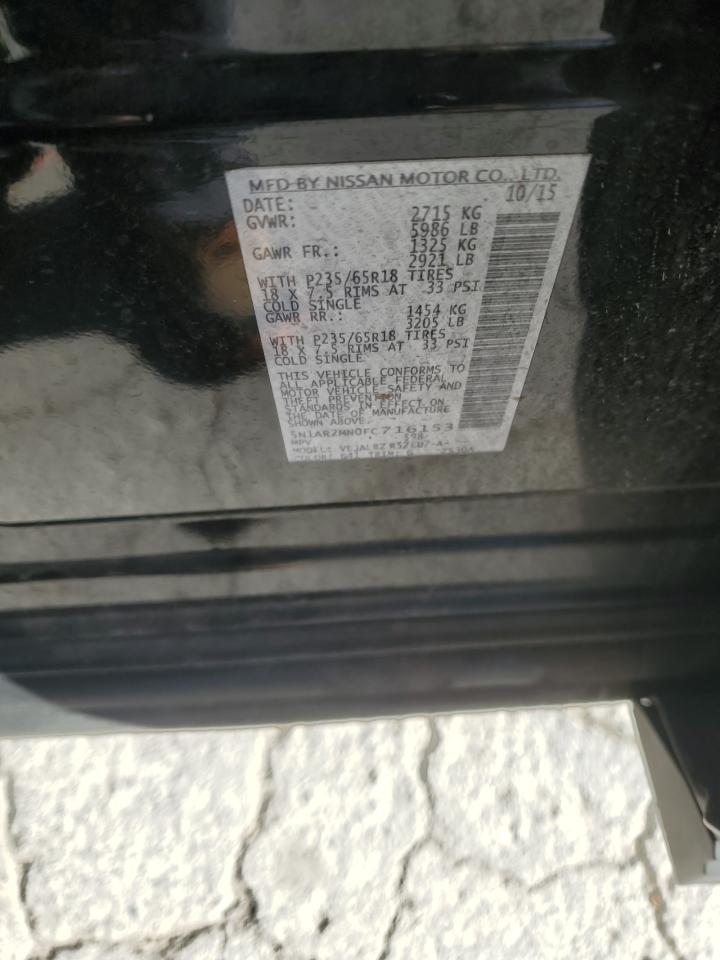 MFD BY NISSAN MOTOR CO., LTD.
DATE: 10/15
GVWR: 2715 KG
5986 LB
GAWR FR.: 1325 KG
2921 LB
WITH P235/65R18 TIRES
18 X 7.5 RIMS AT 33 PSI
COLD SINGLE
GAWR RR.: 1454 KG
3205 LB
WITH P235/65R18 TIRES
18 X 7.5 RIMS AT 33 PSI
COLD SINGLE
THIS VEHICLE CONFORMS TO
ALL APPLICABLE FEDERAL
MOTOR VEHICLE SAFETY AND
THEFT PREVENTION
STANDARDS IN EFFECT ON
THE DATE OF MANUFACTURE
SHOWN ABOVE.
5N1AR2MN0FC716153
MPV
MODEL:
COLOR: TRIM: G